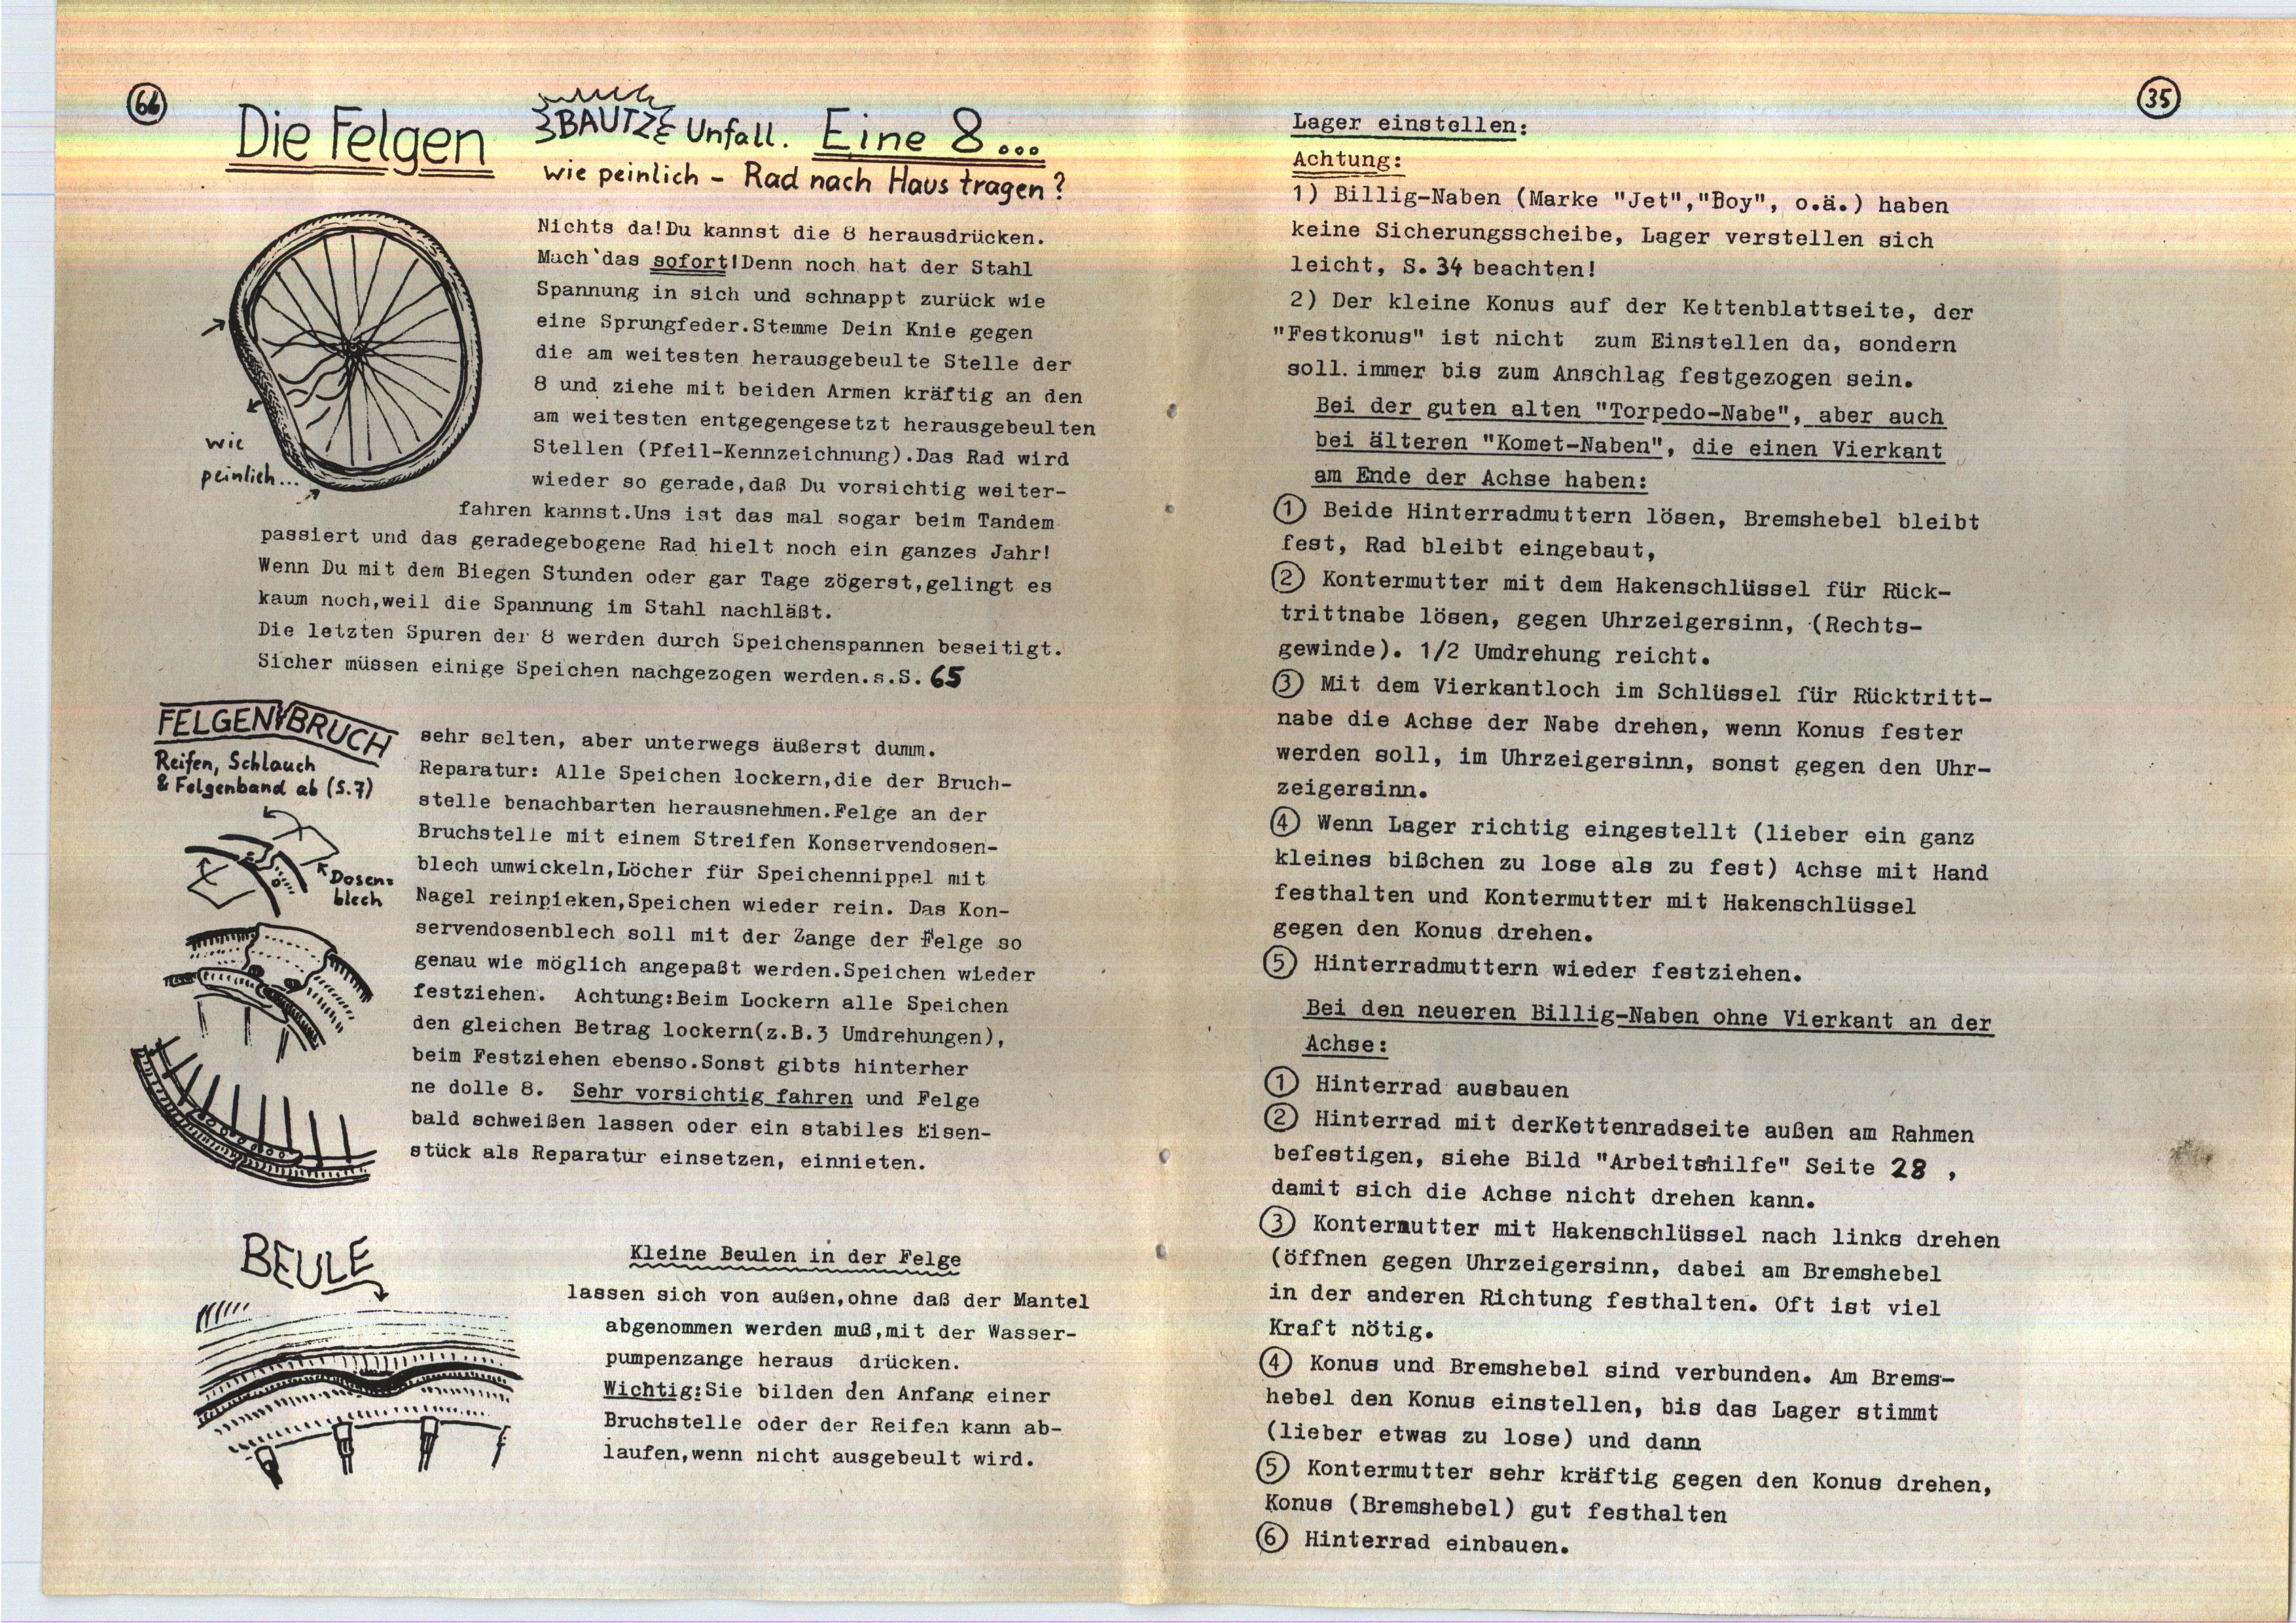 66
Die Felgen
BAUTZ Unfall. Eine 8...
wie peinlich - Rad nach Haus tragen?
Nichts da!Du kannst die 8 herausdrücken.
Mach'das sofort!Denn noch hat der Stahl
Spannung in sich und schnappt zurück wie
eine Sprungfeder.Stemme Dein Knie gegen
die am weitesten herausgebeulte Stelle der
8 und ziehe mit beiden Armen kräftig an den
am weitesten entgegengesetzt herausgebeulten
Stellen (Pfeil-Kennzeichnung).Das Rad wird
wieder so gerade,daß Du vorsichtig weiter-
fahren kannst.Uns ist das mal sogar beim Tandem
passiert und das geradegebogene Rad hielt noch ein ganzes Jahr!
Wenn Du mit dem Biegen Stunden oder gar Tage zögerst,gelingt es
kaum noch,weil die Spannung im Stahl nachläßt.
Die letzten Spuren der 8 werden durch Speichenspannen beseitigt.
Sicher müssen einige Speichen nachgezogen werden.s.S. 65
wie
peinlich...
FELGENBRUCH
Reifen, Schlauch
& Felgenband ab (S.7)
Dosen-
blech
sehr selten, aber unterwegs äußerst dumm.
Reparatur: Alle Speichen lockern,die der Bruch-
stelle benachbarten herausnehmen.Felge an der
Bruchstelle mit einem Streifen Konservendosen-
blech umwickeln,Löcher für Speichennippel mit
Nagel reinpieken,Speichen wieder rein. Das Kon-
servendosenblech soll mit der Zange der Felge so
genau wie möglich angepaßt werden.Speichen wieder
festziehen. Achtung:Beim Lockern alle Speichen
den gleichen Betrag lockern(z.B.3 Umdrehungen),
beim Festziehen ebenso.Sonst gibts hinterher
ne dolle 8. Sehr vorsichtig fahren und Felge
bald schweißen lassen oder ein stabiles Eisen-
stück als Reparatur einsetzen, einnieten.
BEULE
Kleine Beulen in der Felge
lassen sich von außen,ohne daß der Mantel
abgenommen werden muß,mit der Wasser-
pumpenzange heraus drücken.
Wichtig:Sie bilden den Anfang einer
Bruchstelle oder der Reifen kann ab-
laufen,wenn nicht ausgebeult wird.
35
Lager einstellen:
Achtung:
1) Billig-Naben (Marke "Jet","Boy", o.ä.) haben
keine Sicherungsscheibe, Lager verstellen sich
leicht, S. 34 beachten!
2) Der kleine Konus auf der Kettenblattseite, der
"Festkonus" ist nicht zum Einstellen da, sondern
soll. immer bis zum Anschlag festgezogen sein.
Bei der guten alten "Torpedo-Nabe", aber auch
bei älteren "Komet-Naben", die einen Vierkant
am Ende der Achse haben:
1 Beide Hinterradmuttern lösen, Bremshebel bleibt
fest, Rad bleibt eingebaut,
2 Kontermutter mit dem Hakenschlüssel für Rück-
trittnabe lösen, gegen Uhrzeigersinn, (Rechts-
gewinde). 1/2 Umdrehung reicht.
3 Mit dem Vierkantloch im Schlüssel für Rücktritt-
nabe die Achse der Nabe drehen, wenn Konus fester
werden soll, im Uhrzeigersinn, sonst gegen den Uhr-
zeigersinn.
4 Wenn Lager richtig eingestellt (lieber ein ganz
kleines bißchen zu lose als zu fest) Achse mit Hand
festhalten und Kontermutter mit Hakenschlüssel
gegen den Konus drehen.
5 Hinterradmuttern wieder festziehen.
Bei den neueren Billig-Naben ohne Vierkant an der
Achse:
1 Hinterrad ausbauen
2 Hinterrad mit derKettenradseite außen am Rahmen
befestigen, siehe Bild "Arbeitshilfe" Seite 28 ,
damit sich die Achse nicht drehen kann.
3 Kontermutter mit Hakenschlüssel nach links drehen
(öffnen gegen Uhrzeigersinn, dabei am Bremshebel
in der anderen Richtung festhalten. Oft ist viel
Kraft nötig.
4 Konus und Bremshebel sind verbunden. Am Brems-
hebel den Konus einstellen, bis das Lager stimmt
(lieber etwas zu lose) und dann
5 Kontermutter sehr kräftig gegen den Konus drehen,
Konus (Bremshebel) gut festhalten
6 Hinterrad einbauen.